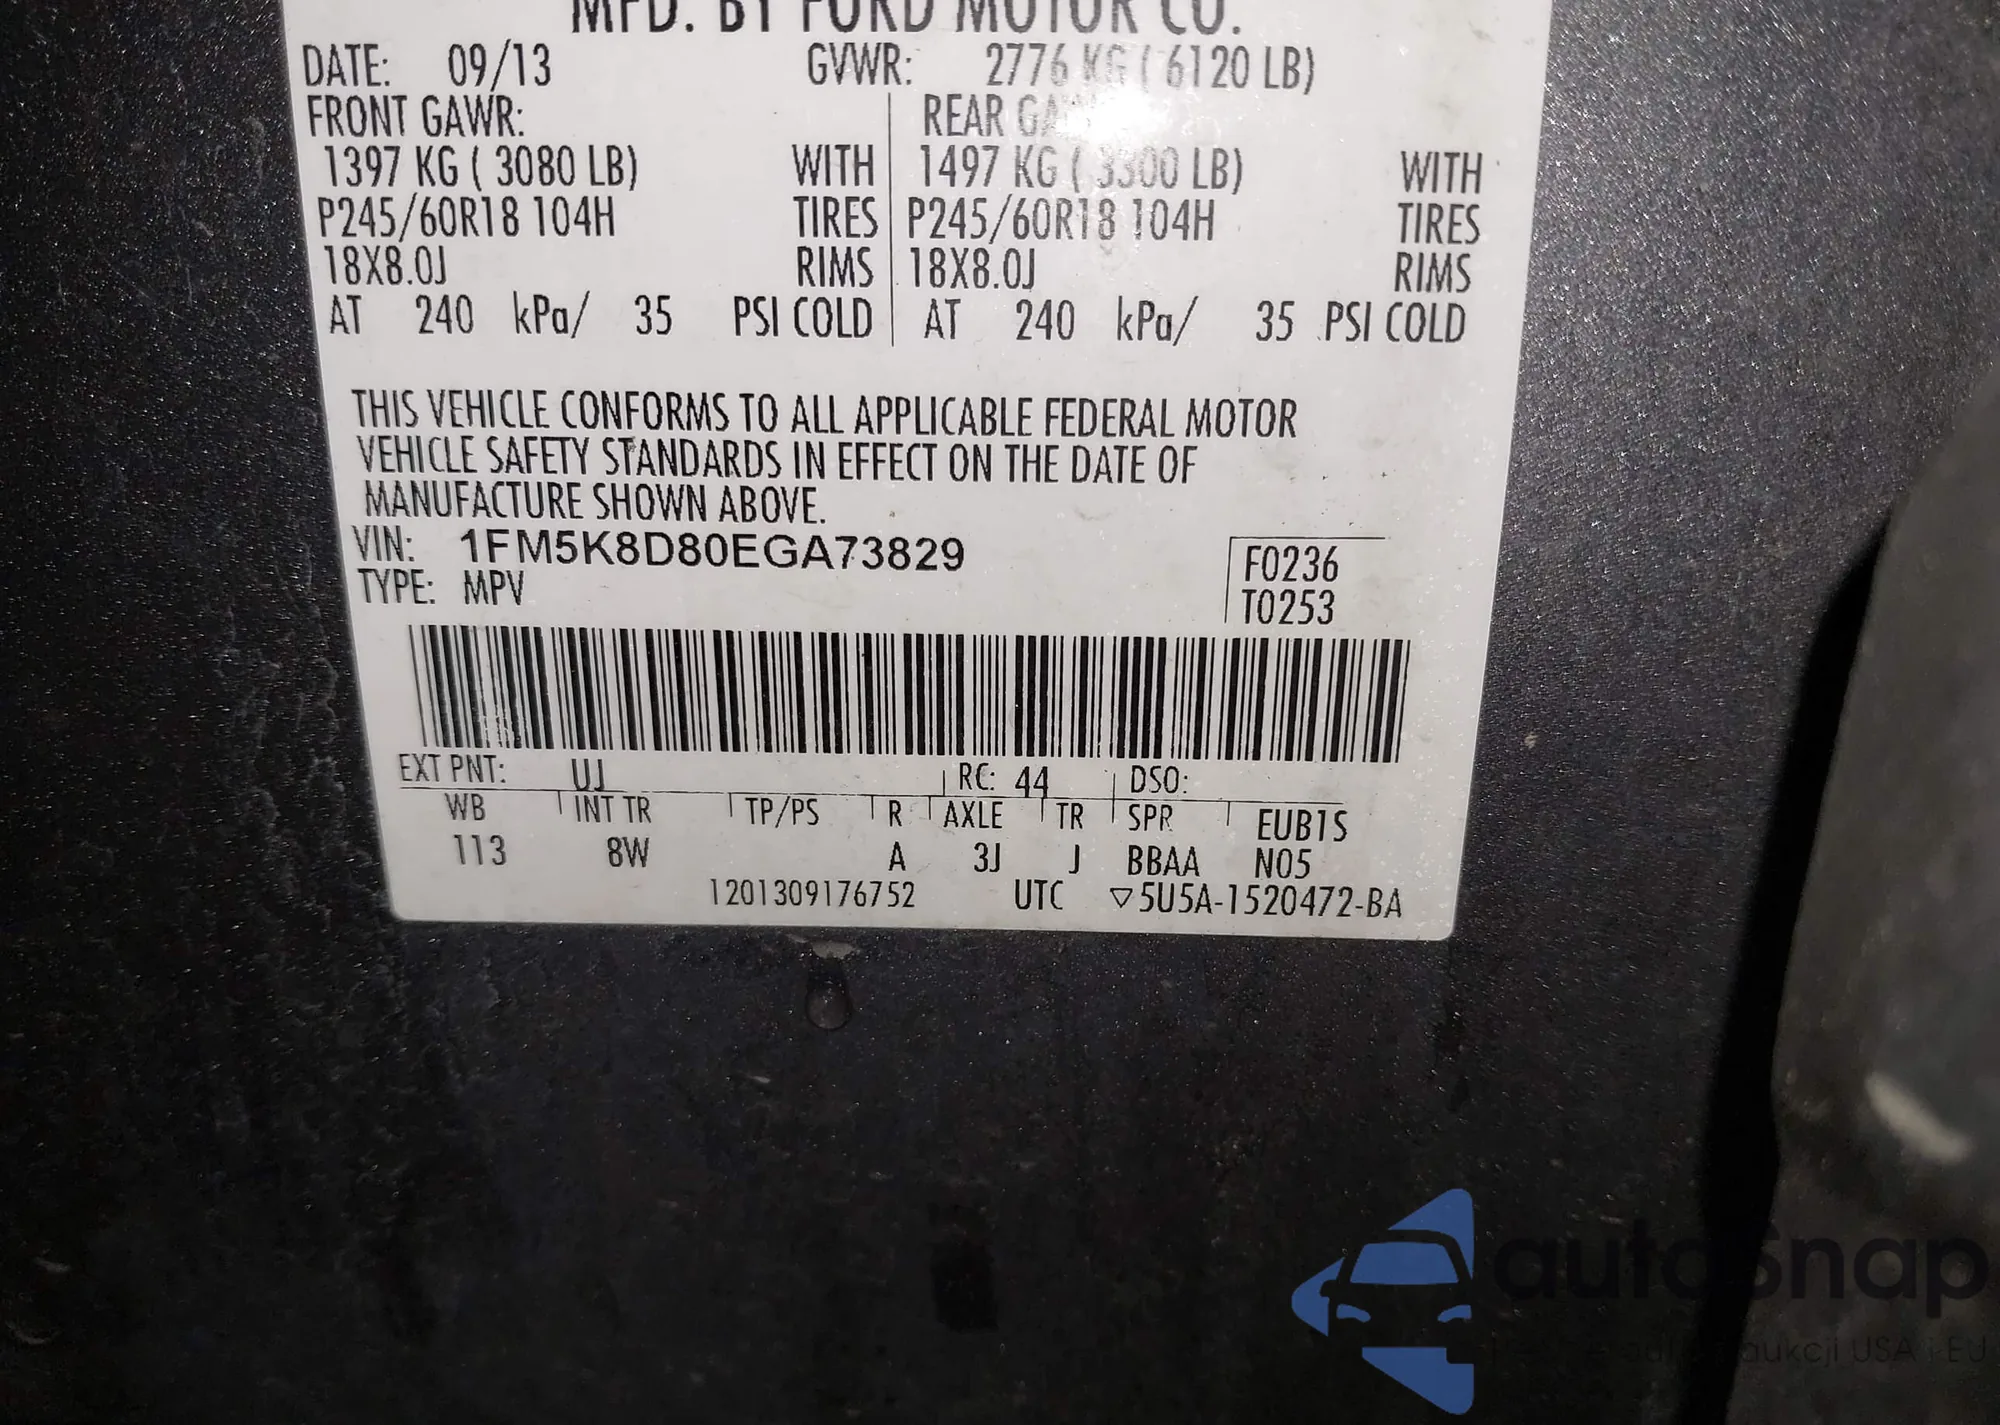 MFD. BY FORD MOTOR CO.
DATE: 09/13 GVWR: 2776 KG ( 6120 LB)
FRONT GAWR: REAR GA
1397 KG ( 3080 LB) WITH 1497 KG ( 3300 LB) WITH
P245/60R18 104H TIRES P245/60R18 104H TIRES
18X8.0J RIMS 18X8.0J RIMS
AT 240 kPa/ 35 PSI COLD AT 240 kPa/ 35 PSI COLD
THIS VEHICLE CONFORMS TO ALL APPLICABLE FEDERAL MOTOR
VEHICLE SAFETY STANDARDS IN EFFECT ON THE DATE OF
MANUFACTURE SHOWN ABOVE.
VIN: 1FM5K8D80EGA73829
TYPE: MPV
F0236
T0253
EXT PNT: UJ RC: 44 DSO:
WB INT TR TP/PS R AXLE TR SPR EUB1S
113 8W A 3J J BBAA N05
1201309176752 UTC ▽5U5A-1520472-BA
autosnap
aukcji USA i EU